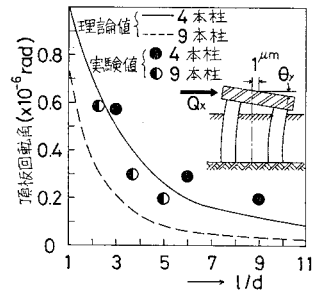 理論値 —— 4本柱
---- 9本柱
実験値 ● 4本柱
◐ 9本柱
1μm
θy
Qx
頂板回転角(×10⁻⁶rad)
0.8
0.6
0.4
0.2
0
1 3 5 7 9 11
→ l/d